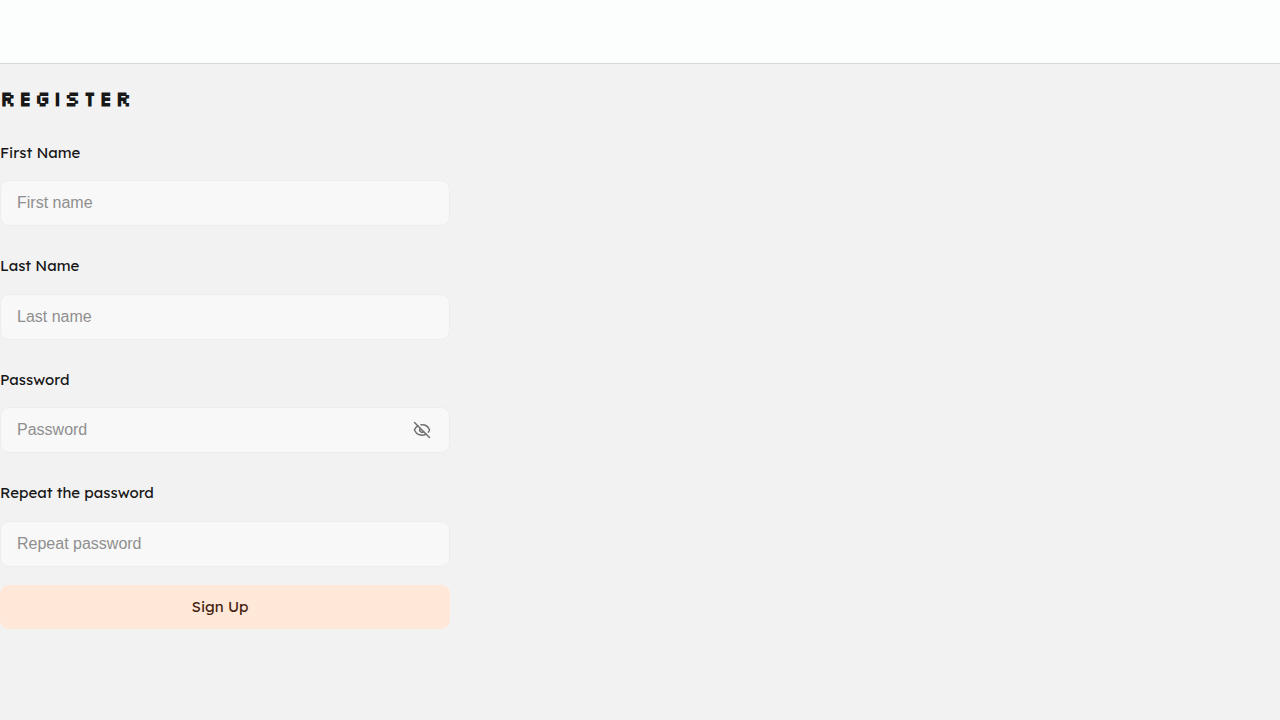 REGISTER
First Name
First name
Last Name
Last name
Password
Password
Repeat the password
Repeat password
Sign Up